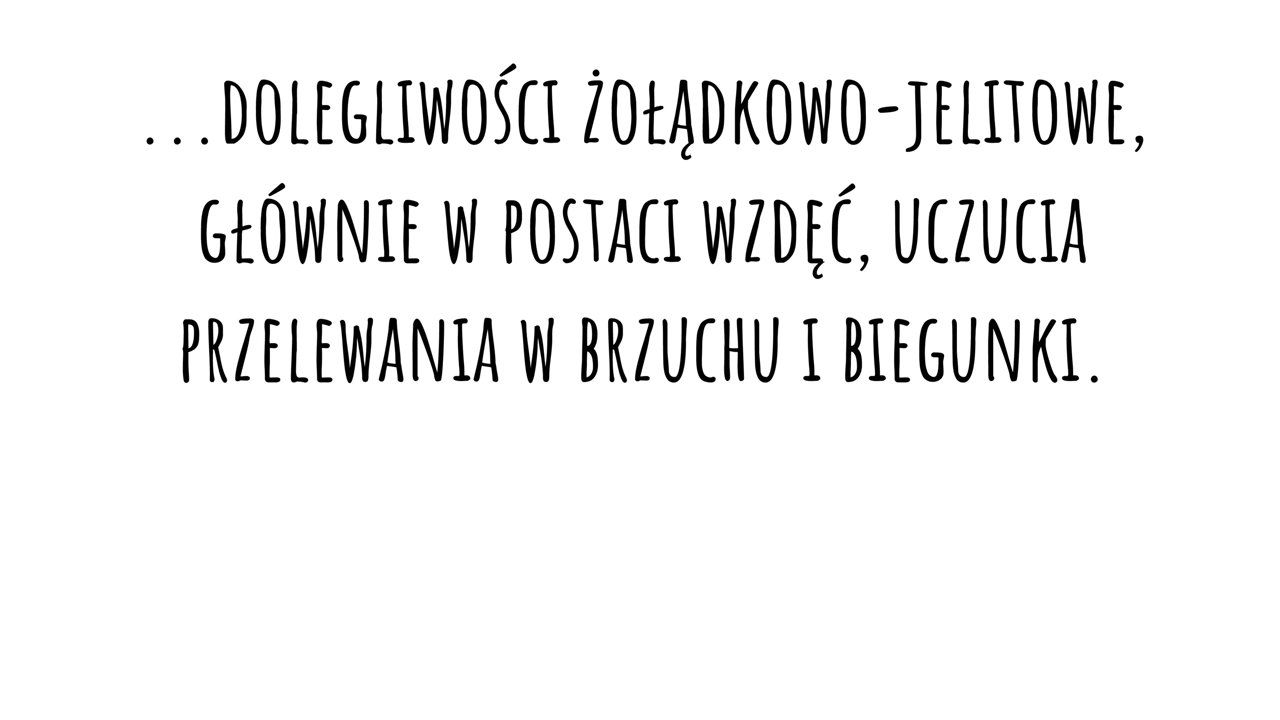 ...DOLEGLIWOŚCI ŻOŁĄDKOWO-JELITOWE,
GŁÓWNIE W POSTACI WZDĘĆ, UCZUCIA
PRZELEWANIA W BRZUCHU I BIEGUNKI.